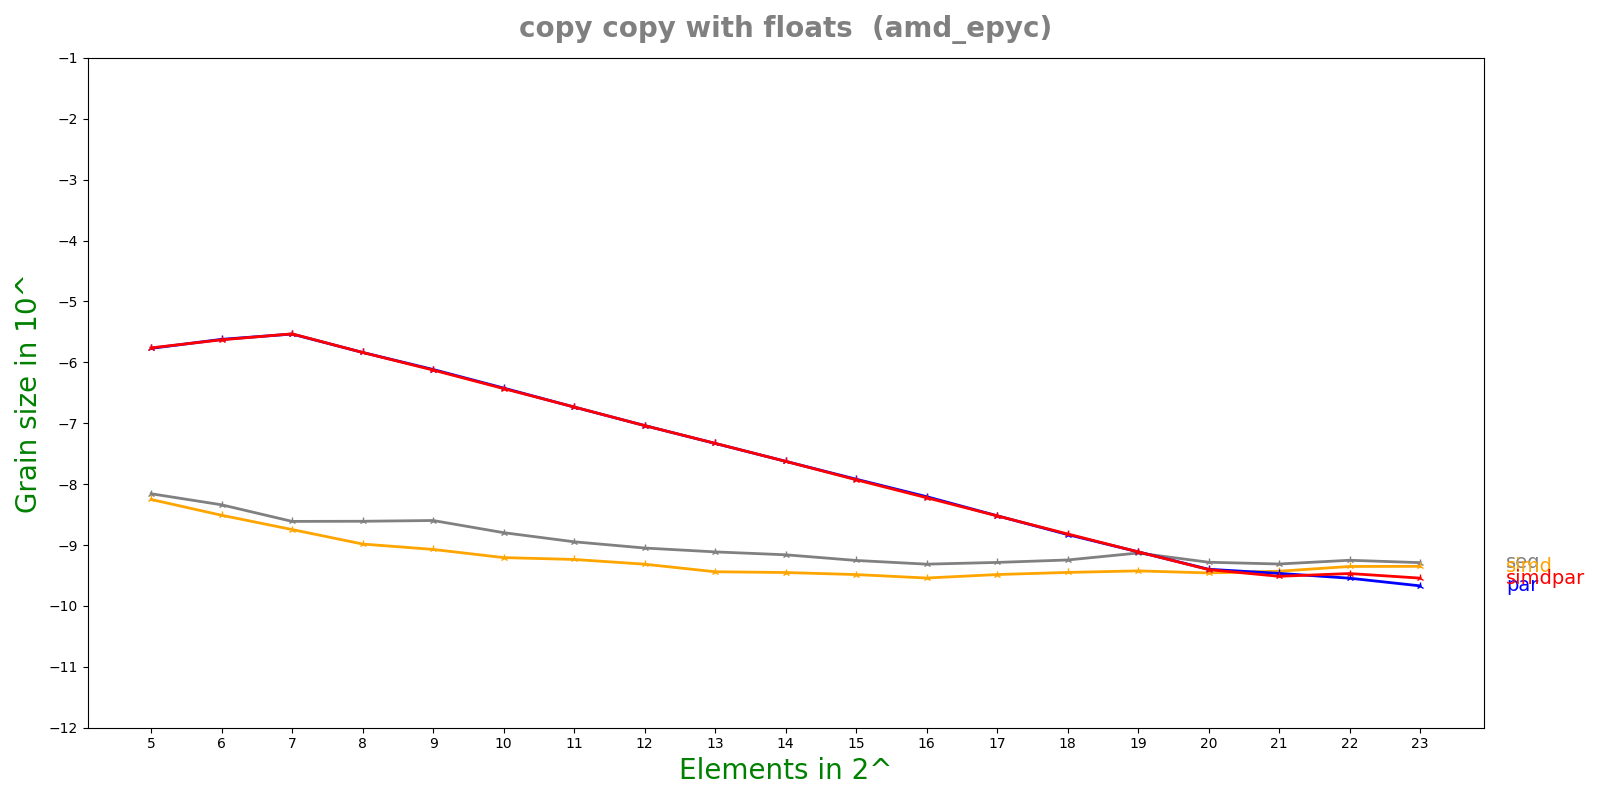 copy copy with floats (amd_epyc)
Grain size in 10^
−1
−2
−3
−4
−5
−6
−7
−8
−9
−10
−11
−12
seq
simd
simdpar
par
5 6 7 8 9 10 11 12 13 14 15 16 17 18 19 20 21 22 23
Elements in 2^